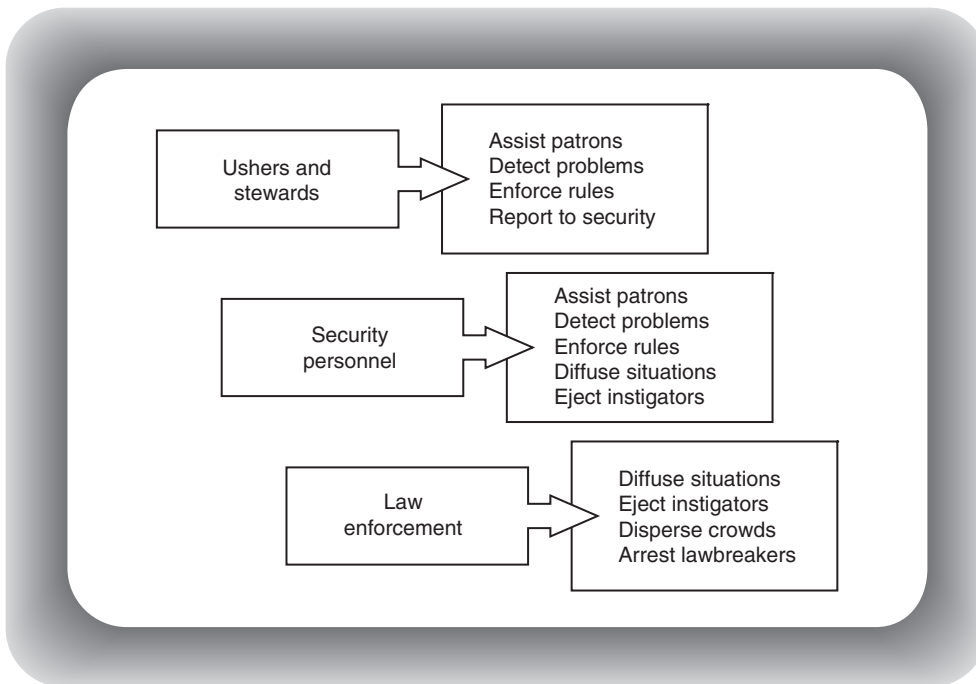 Ushers and
stewards
Assist patrons
Detect problems
Enforce rules
Report to security
Security
personnel
Assist patrons
Detect problems
Enforce rules
Diffuse situations
Eject instigators
Law
enforcement
Diffuse situations
Eject instigators
Disperse crowds
Arrest lawbreakers